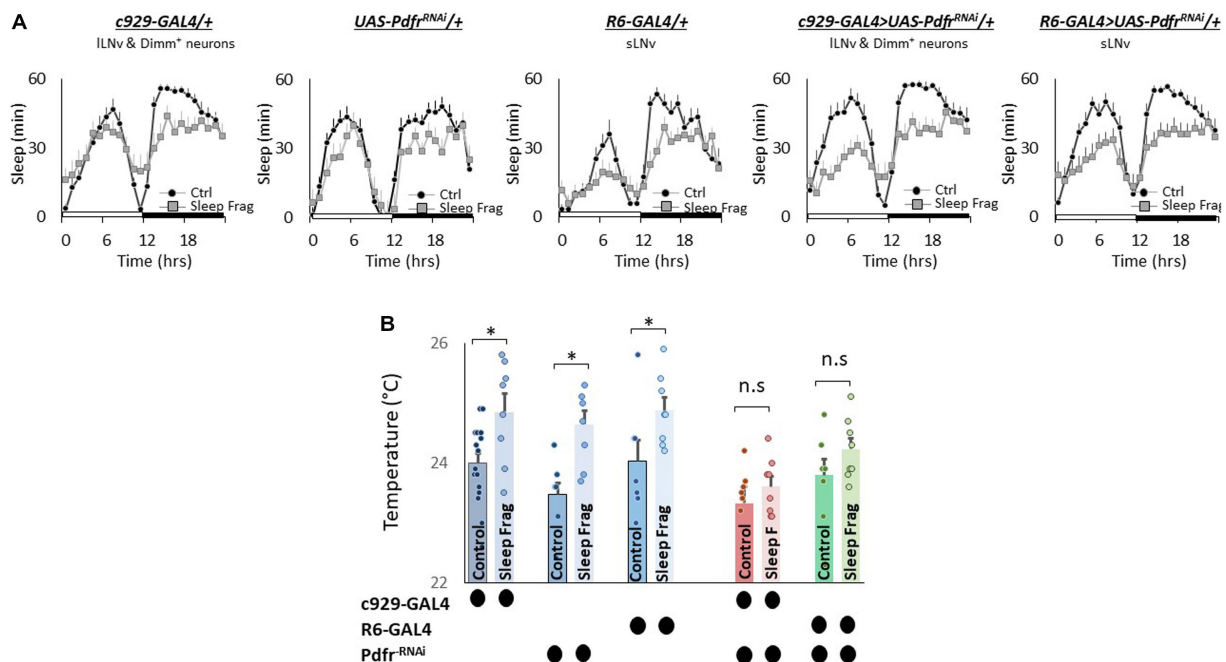 A
c929-GAL4/+
lLNv & Dimm⁺ neurons
UAS-Pdfr^RNAi/+
R6-GAL4/+
sLNv
c929-GAL4>UAS-Pdfr^RNAi/+
lLNv & Dimm⁺ neurons
R6-GAL4>UAS-Pdfr^RNAi/+
sLNv
Sleep (min)
60
30
0
Ctrl
Sleep Frag
0 6 12 18
Time (hrs)
Sleep (min)
60
30
0
Ctrl
Sleep Frag
0 6 12 18
Time (hrs)
Sleep (min)
60
30
0
Ctrl
Sleep Frag
0 6 12 18
Time (hrs)
Sleep (min)
60
30
0
Ctrl
Sleep Frag
0 6 12 18
Time (hrs)
Sleep (min)
60
30
0
Ctrl
Sleep Frag
0 6 12 18
Time (hrs)
B
Temperature (°C)
26
24
22
*
*
*
n.s
n.s
Control
Sleep Frag
Control
Sleep Frag
Control
Sleep Frag
Control
Sleep F
Control
Sleep Frag
c929-GAL4
R6-GAL4
Pdfr^-RNAi